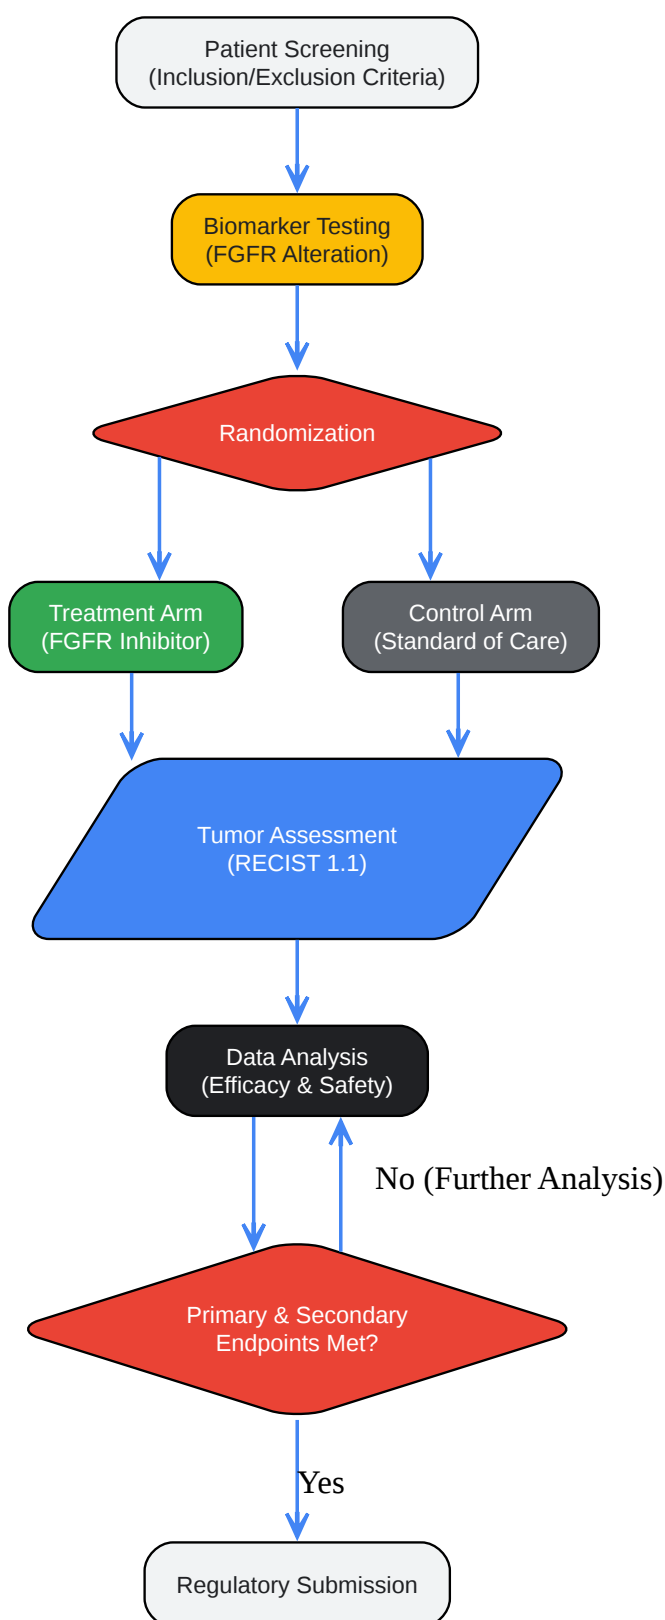 Patient Screening
(Inclusion/Exclusion Criteria)
Biomarker Testing
(FGFR Alteration)
Randomization
Treatment Arm
(FGFR Inhibitor)
Control Arm
(Standard of Care)
Tumor Assessment
(RECIST 1.1)
Data Analysis
(Efficacy & Safety)
No (Further Analysis)
Primary & Secondary
Endpoints Met?
Yes
Regulatory Submission